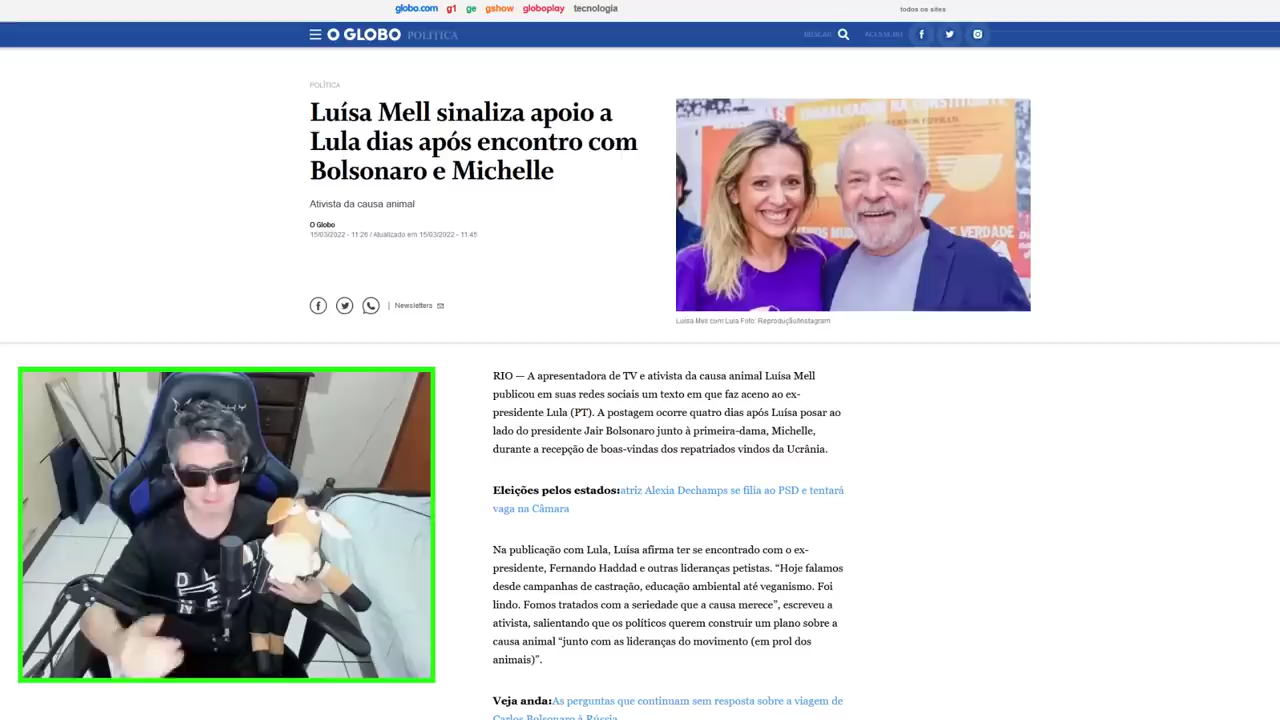 globo.com g1 ge gshow globoplay tecnologia todos os sites
O GLOBO POLÍTICA BUSCAR
POLÍTICA
Luísa Mell sinaliza apoio a
Lula dias após encontro com
Bolsonaro e Michelle
Ativista da causa animal
O Globo
15/03/2022 - 11:26 / Atualizado em 15/03/2022 - 11:45
Newsletters
Luísa Mell com Lula Foto: Reprodução/Instagram
RIO — A apresentadora de TV e ativista da causa animal Luísa Mell
publicou em suas redes sociais um texto em que faz aceno ao ex-
presidente Lula (PT). A postagem ocorre quatro dias após Luísa posar ao
lado do presidente Jair Bolsonaro junto à primeira-dama, Michelle,
durante a recepção de boas-vindas dos repatriados vindos da Ucrânia.
Eleições pelos estados:atriz Alexia Dechamps se filia ao PSD e tentará
vaga na Câmara
Na publicação com Lula, Luísa afirma ter se encontrado com o ex-
presidente, Fernando Haddad e outras lideranças petistas. “Hoje falamos
desde campanhas de castração, educação ambiental até veganismo. Foi
lindo. Fomos tratados com a seriedade que a causa merece”, escreveu a
ativista, salientando que os políticos querem construir um plano sobre a
causa animal “junto com as lideranças do movimento (em prol dos
animais)”.
Veja anda:As perguntas que continuam sem resposta sobre a viagem de
Carlos Bolsonaro à Rússia